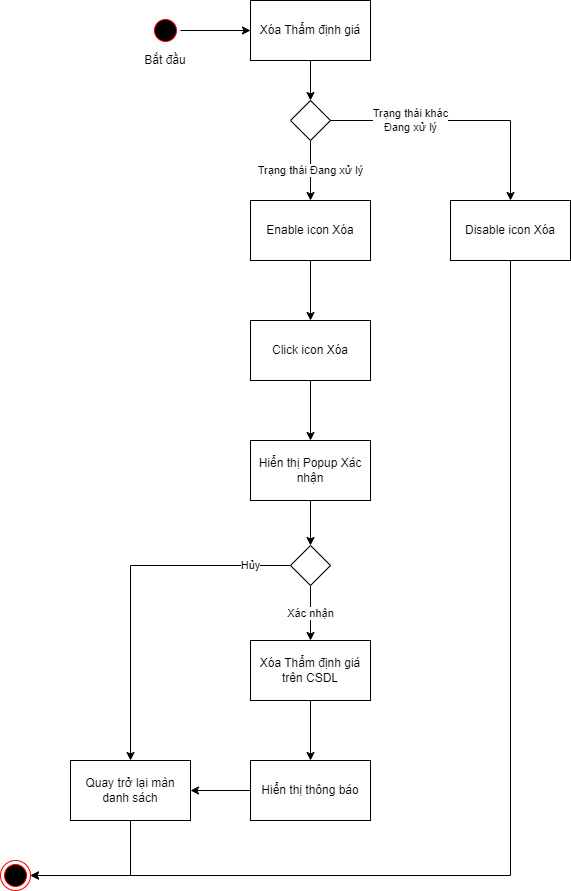 Xóa Thẩm định giá
Bắt đầu
Trạng thái khác
Đang xử lý
Trạng thái Đang xử lý
Enable icon Xóa
Disable icon Xóa
Click icon Xóa
Hiển thị Popup Xác
nhận
Hủy
Xác nhận
Xóa Thẩm định giá
trên CSDL
Quay trở lại màn
danh sách
Hiển thị thông báo